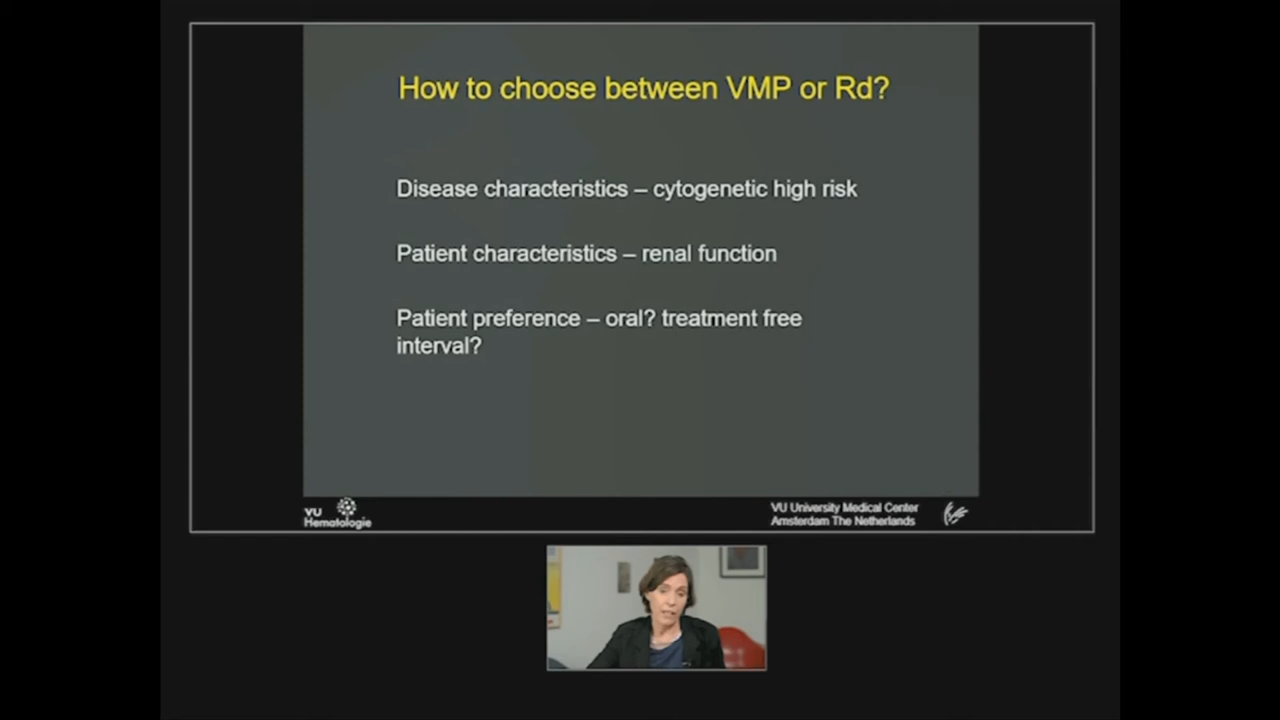 How to choose between VMP or Rd?
Disease characteristics – cytogenetic high risk
Patient characteristics – renal function
Patient preference – oral? treatment free
interval?
VU
Hematologie
VU University Medical Center
Amsterdam The Netherlands